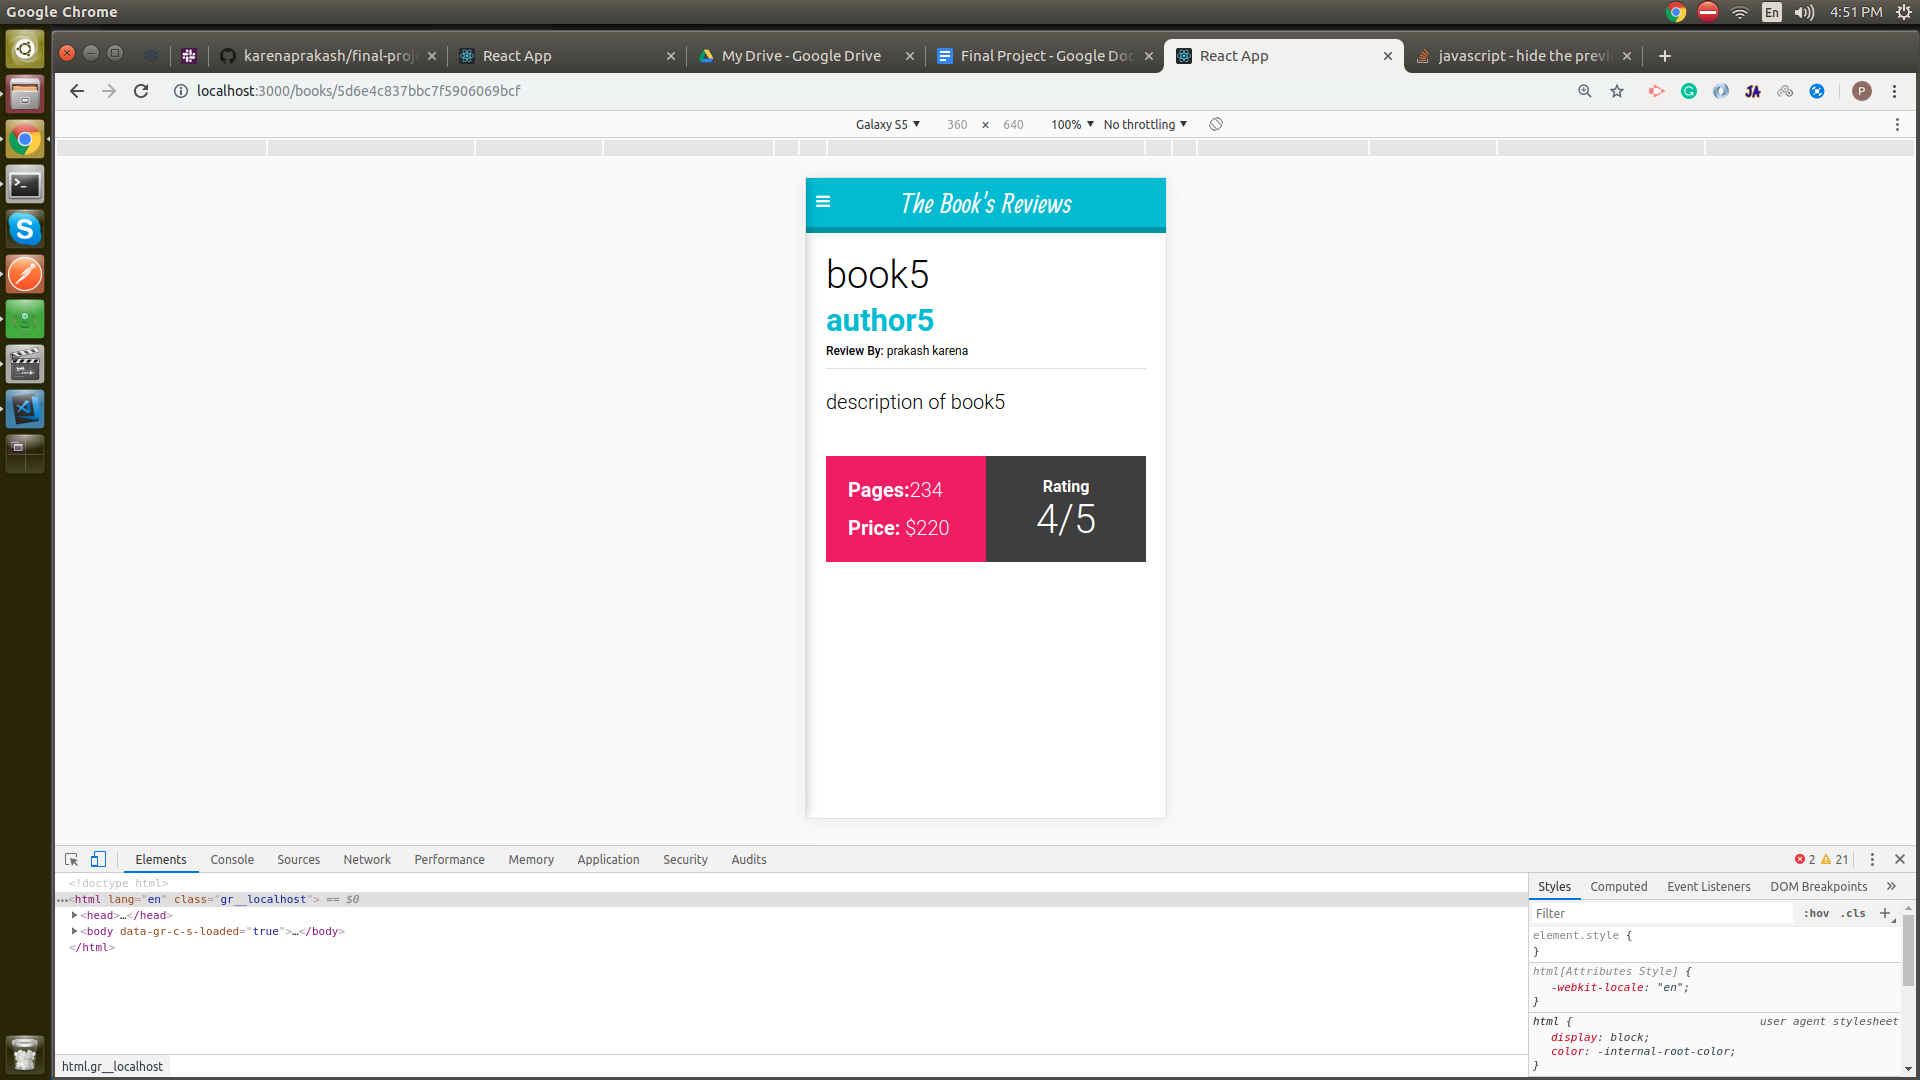 Google Chrome
En
4:51 PM
karenaprakash/final-proj
React App
My Drive - Google Drive
Final Project - Google Doc
React App
javascript - hide the previ
localhost:3000/books/5d6e4c837bbc7f5906069bcf
JA
P
Galaxy S5
360 × 640
100%
No throttling
The Book's Reviews
book5
author5
Review By: prakash karena
description of book5
Pages:234
Price: $220
Rating
4/5
Elements
Console
Sources
Network
Performance
Memory
Application
Security
Audits
2
21
<!doctype html>
…<html lang="en" class="gr__localhost"> == $0
<head>…</head>
<body data-gr-c-s-loaded="true">…</body>
</html>
html.gr__localhost
Styles
Computed
Event Listeners
DOM Breakpoints
»
Filter
:hov
.cls
+
element.style {
}
html[Attributes Style] {
-webkit-locale: "en";
}
html {
user agent stylesheet
display: block;
color: -internal-root-color;
}